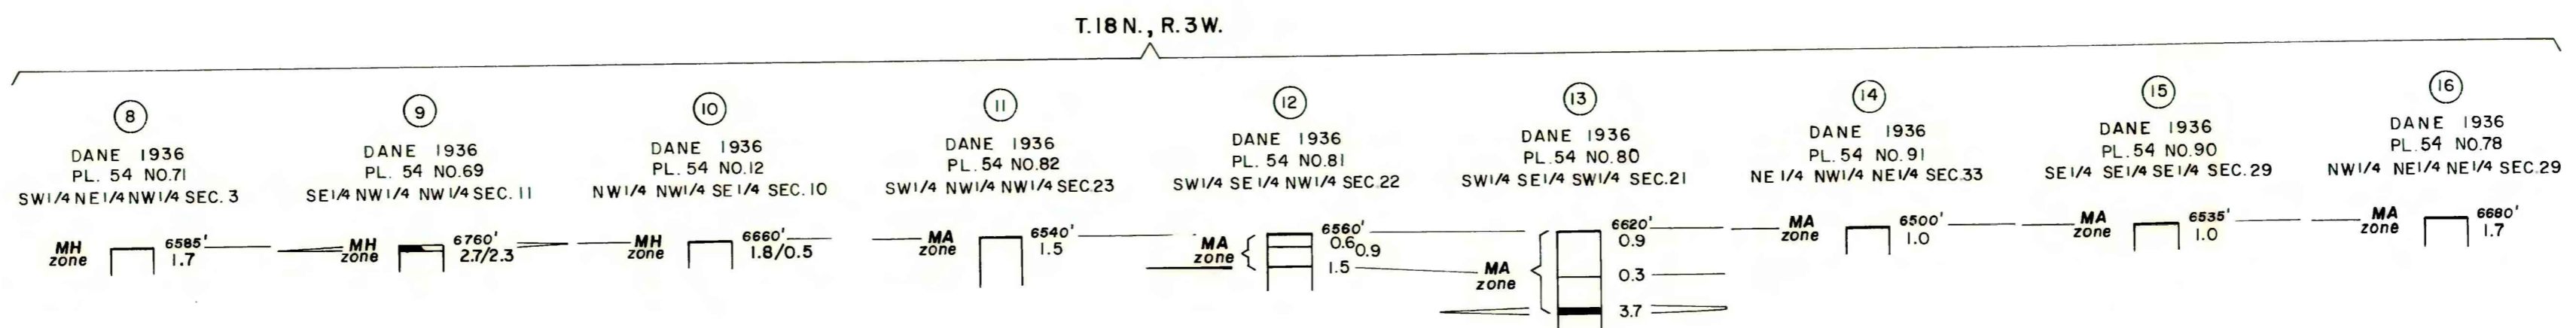 T.18N., R.3W.
8
DANE 1936
PL. 54 NO.71
SW1/4 NE1/4 NW1/4 SEC. 3
MH zone
6585'
1.7
9
DANE 1936
PL. 54 NO.69
SE1/4 NW1/4 NW1/4 SEC. 11
MH zone
6760'
2.7/2.3
10
DANE 1936
PL. 54 NO.12
NW1/4 NW1/4 SE1/4 SEC. 10
MH zone
6660'
1.8/0.5
11
DANE 1936
PL. 54 NO.82
SW1/4 NW1/4 NW1/4 SEC.23
MA zone
6540'
1.5
12
DANE 1936
PL. 54 NO.81
SW1/4 SE1/4 NW1/4 SEC.22
MA zone
6560'
0.6
0.9
1.5
13
DANE 1936
PL.54 NO.80
SW1/4 SE1/4 SW1/4 SEC.21
MA zone
6620'
0.9
0.3
3.7
14
DANE 1936
PL. 54 NO.91
NE1/4 NW1/4 NE1/4 SEC.33
MA zone
6500'
1.0
15
DANE 1936
PL. 54 NO.90
SE1/4 SE1/4 SE1/4 SEC.29
MA zone
6535'
1.0
16
DANE 1936
PL.54 NO.78
NW1/4 NE1/4 NE1/4 SEC.29
MA zone
6680'
1.7